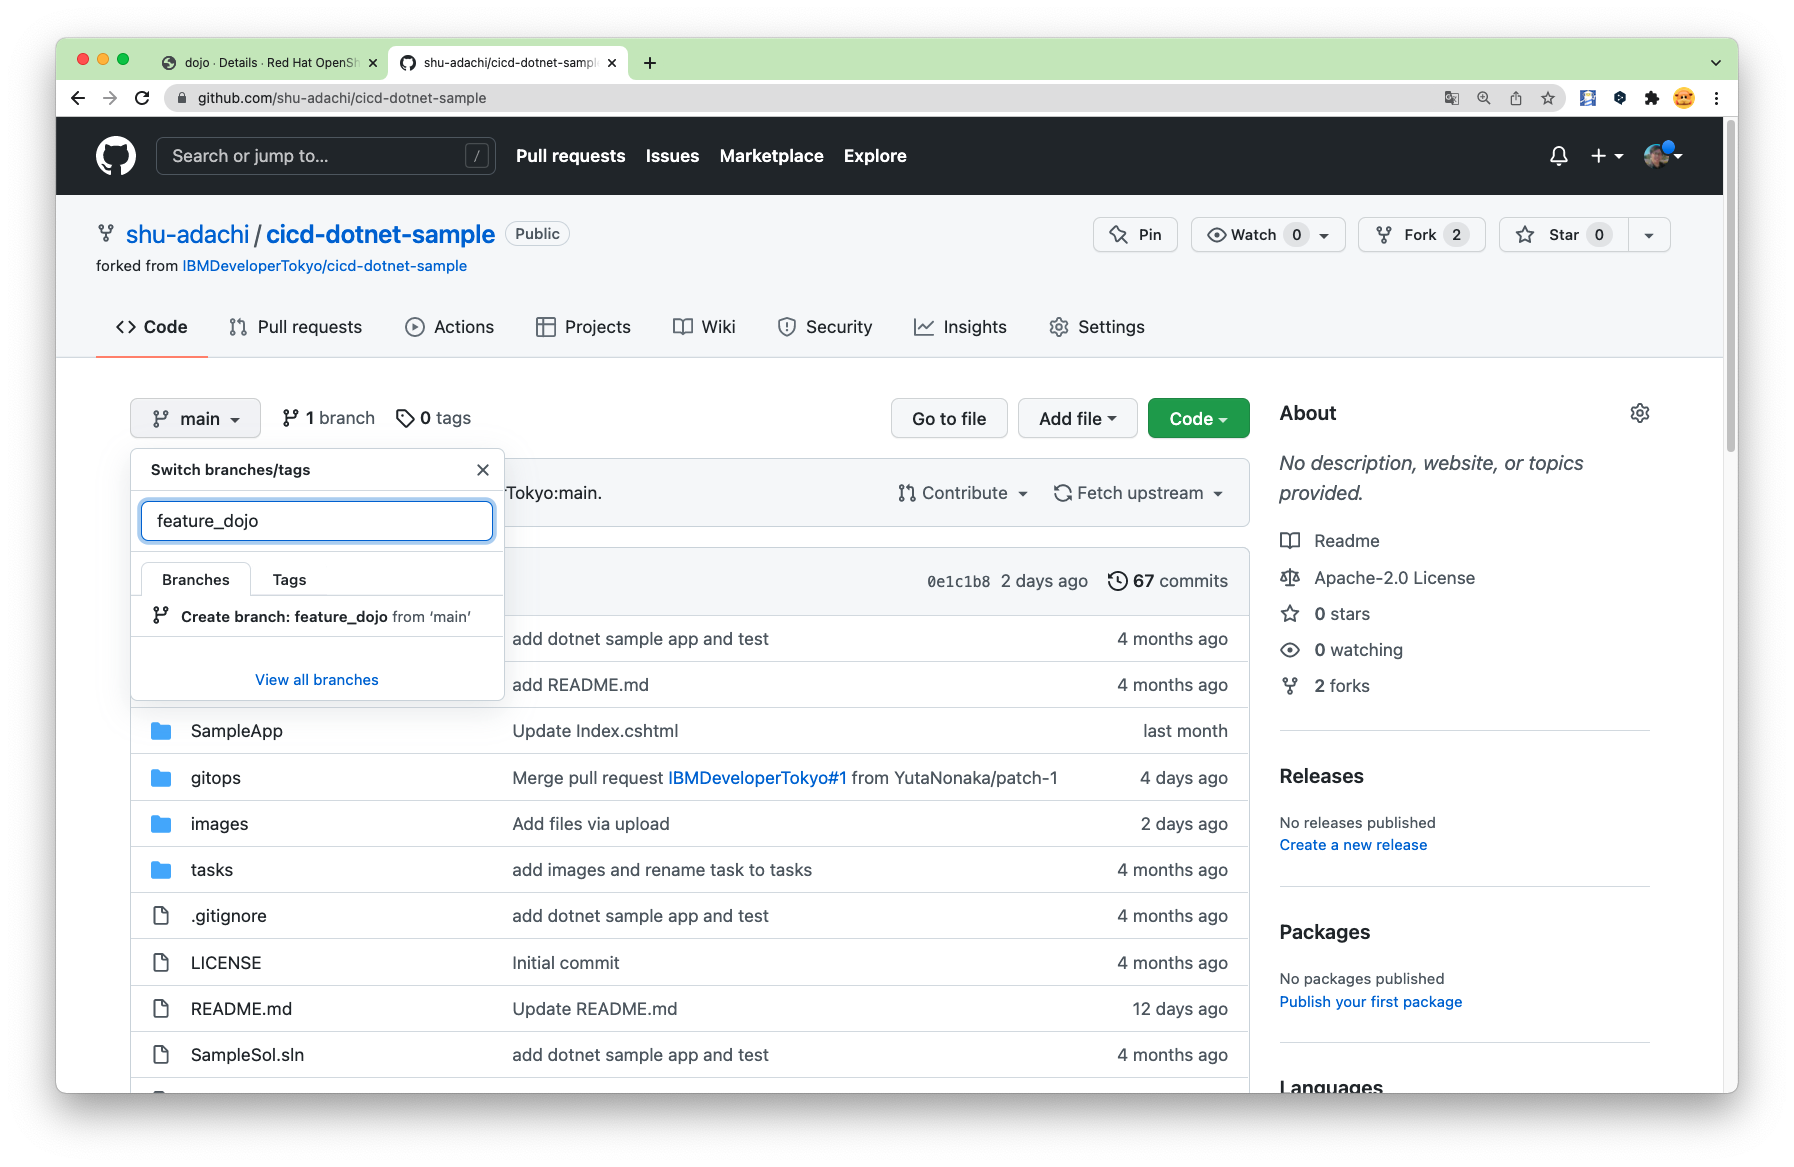 dojo · Details · Red Hat OpenSh
shu-adachi/cicd-dotnet-sampl
github.com/shu-adachi/cicd-dotnet-sample
Search or jump to... /
Pull requests Issues Marketplace Explore
shu-adachi / cicd-dotnet-sample Public
Pin Watch 0 Fork 2 Star 0
forked from IBMDeveloperTokyo/cicd-dotnet-sample
Code Pull requests Actions Projects Wiki Security Insights Settings
main 1 branch 0 tags Go to file Add file Code
Switch branches/tags
feature_dojo
Branches Tags
Create branch: feature_dojo from ‘main’
View all branches
Tokyo:main. Contribute Fetch upstream
0e1c1b8 2 days ago 67 commits
add dotnet sample app and test 4 months ago
add README.md 4 months ago
SampleApp Update Index.cshtml last month
gitops Merge pull request IBMDeveloperTokyo#1 from YutaNonaka/patch-1 4 days ago
images Add files via upload 2 days ago
tasks add images and rename task to tasks 4 months ago
.gitignore add dotnet sample app and test 4 months ago
LICENSE Initial commit 4 months ago
README.md Update README.md 12 days ago
SampleSol.sln add dotnet sample app and test 4 months ago
About
No description, website, or topics
provided.
Readme
Apache-2.0 License
0 stars
0 watching
2 forks
Releases
No releases published
Create a new release
Packages
No packages published
Publish your first package
Languages